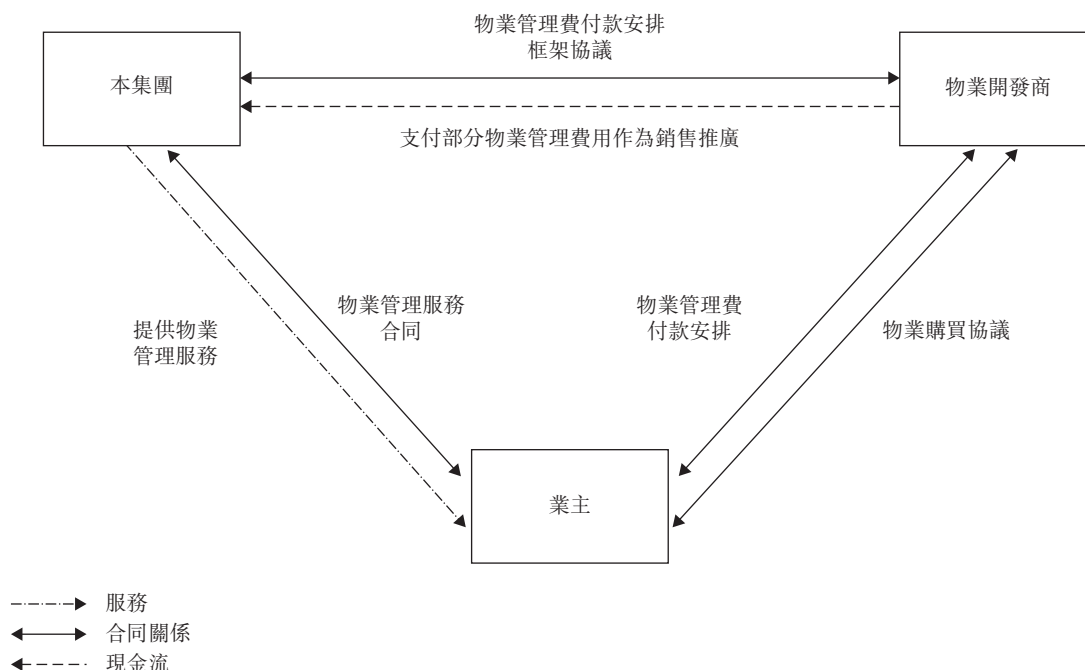 物業管理費付款安排
框架協議
本集團
物業開發商
支付部分物業管理費用作為銷售推廣
提供物業
管理服務
物業管理服務
合同
物業管理費
付款安排
物業購買協議
業主
服務
合同關係
現金流